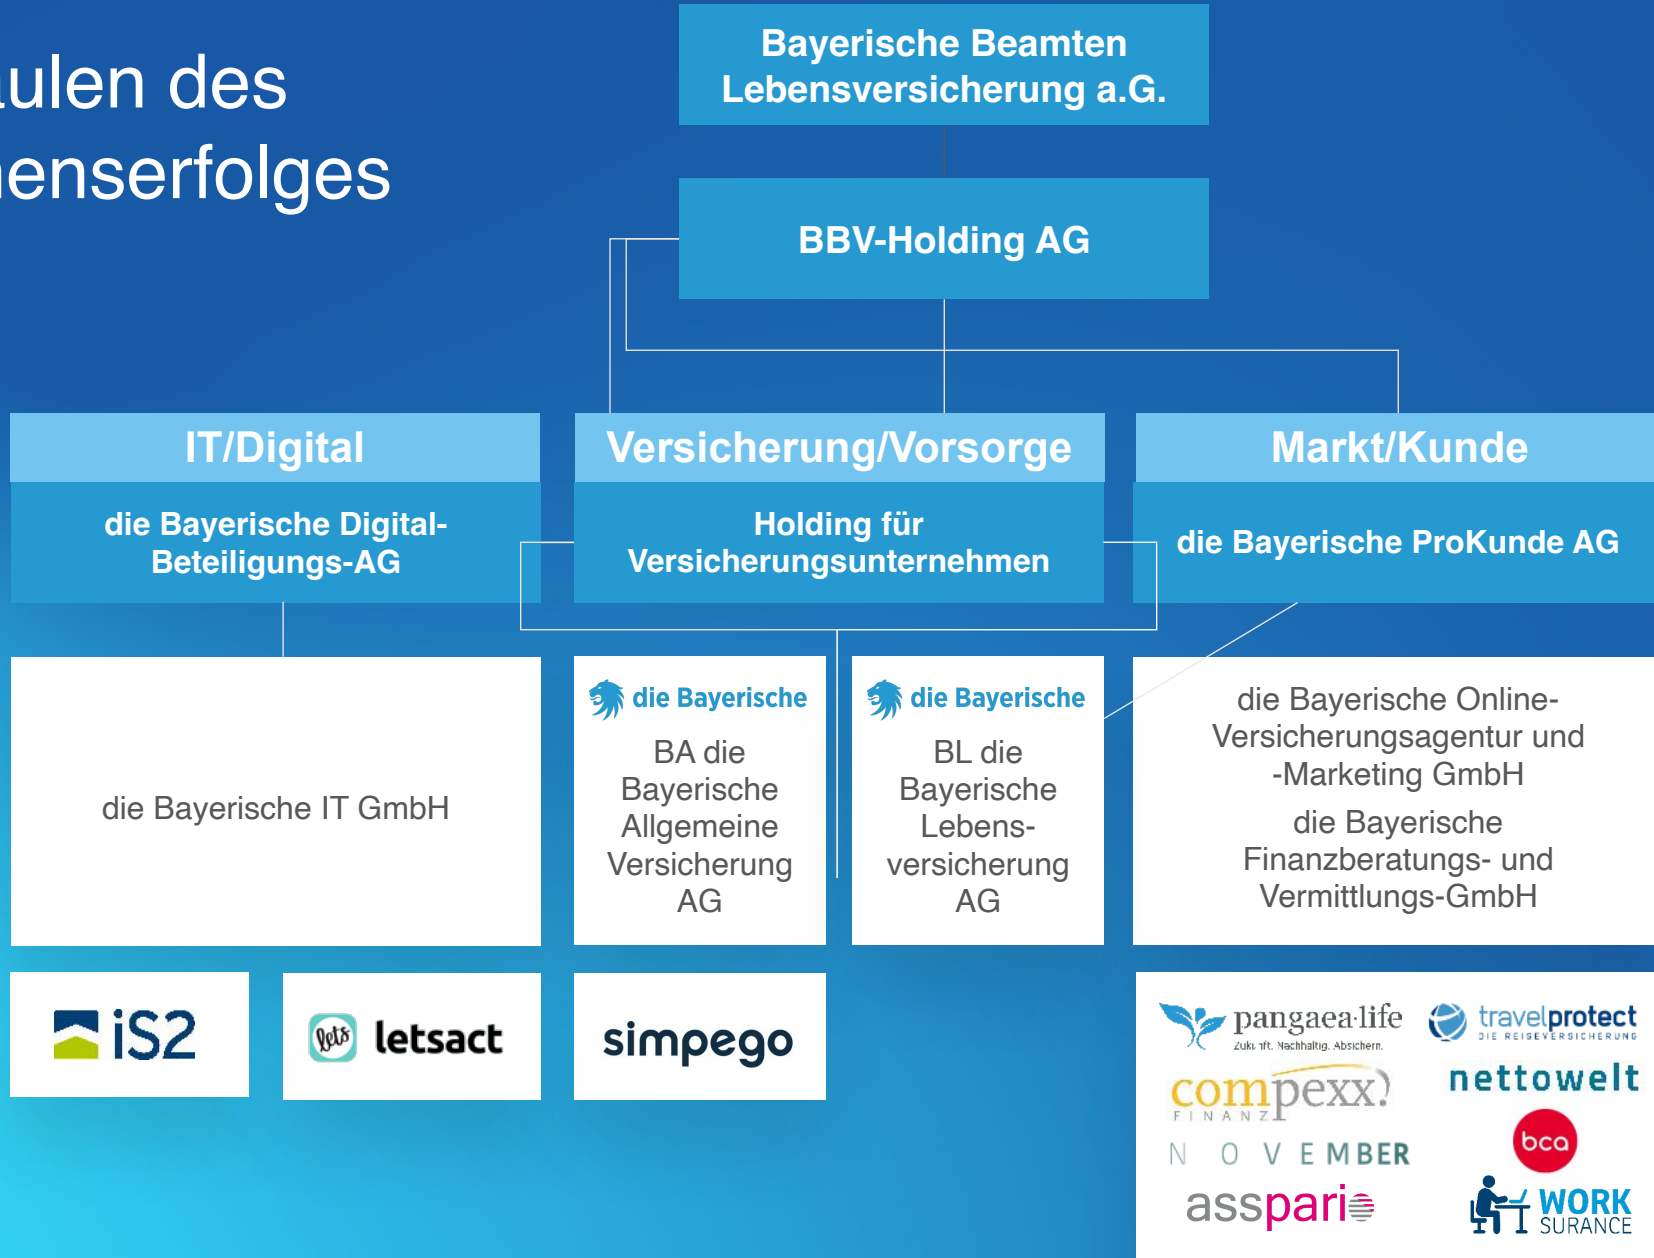 aulen des
enserfolges
Bayerische Beamten
Lebensversicherung a.G.
BBV-Holding AG
IT/Digital
die Bayerische Digital-
Beteiligungs-AG
Versicherung/Vorsorge
Holding für
Versicherungsunternehmen
Markt/Kunde
die Bayerische ProKunde AG
die Bayerische IT GmbH
die Bayerische
BA die
Bayerische
Allgemeine
Versicherung
AG
die Bayerische
BL die
Bayerische
Lebens-
versicherung
AG
die Bayerische Online-
Versicherungsagentur und
-Marketing GmbH
die Bayerische
Finanzberatungs- und
Vermittlungs-GmbH
iS2
lets letsact
simpego
pangaea·life
Zukunft. Nachhaltig. Absichern.
travelprotect
DIE REISEVERSICHERUNG
compexx!
FINANZ
nettowelt
NOVEMBER
bca
asspario
WORK
SURANCE